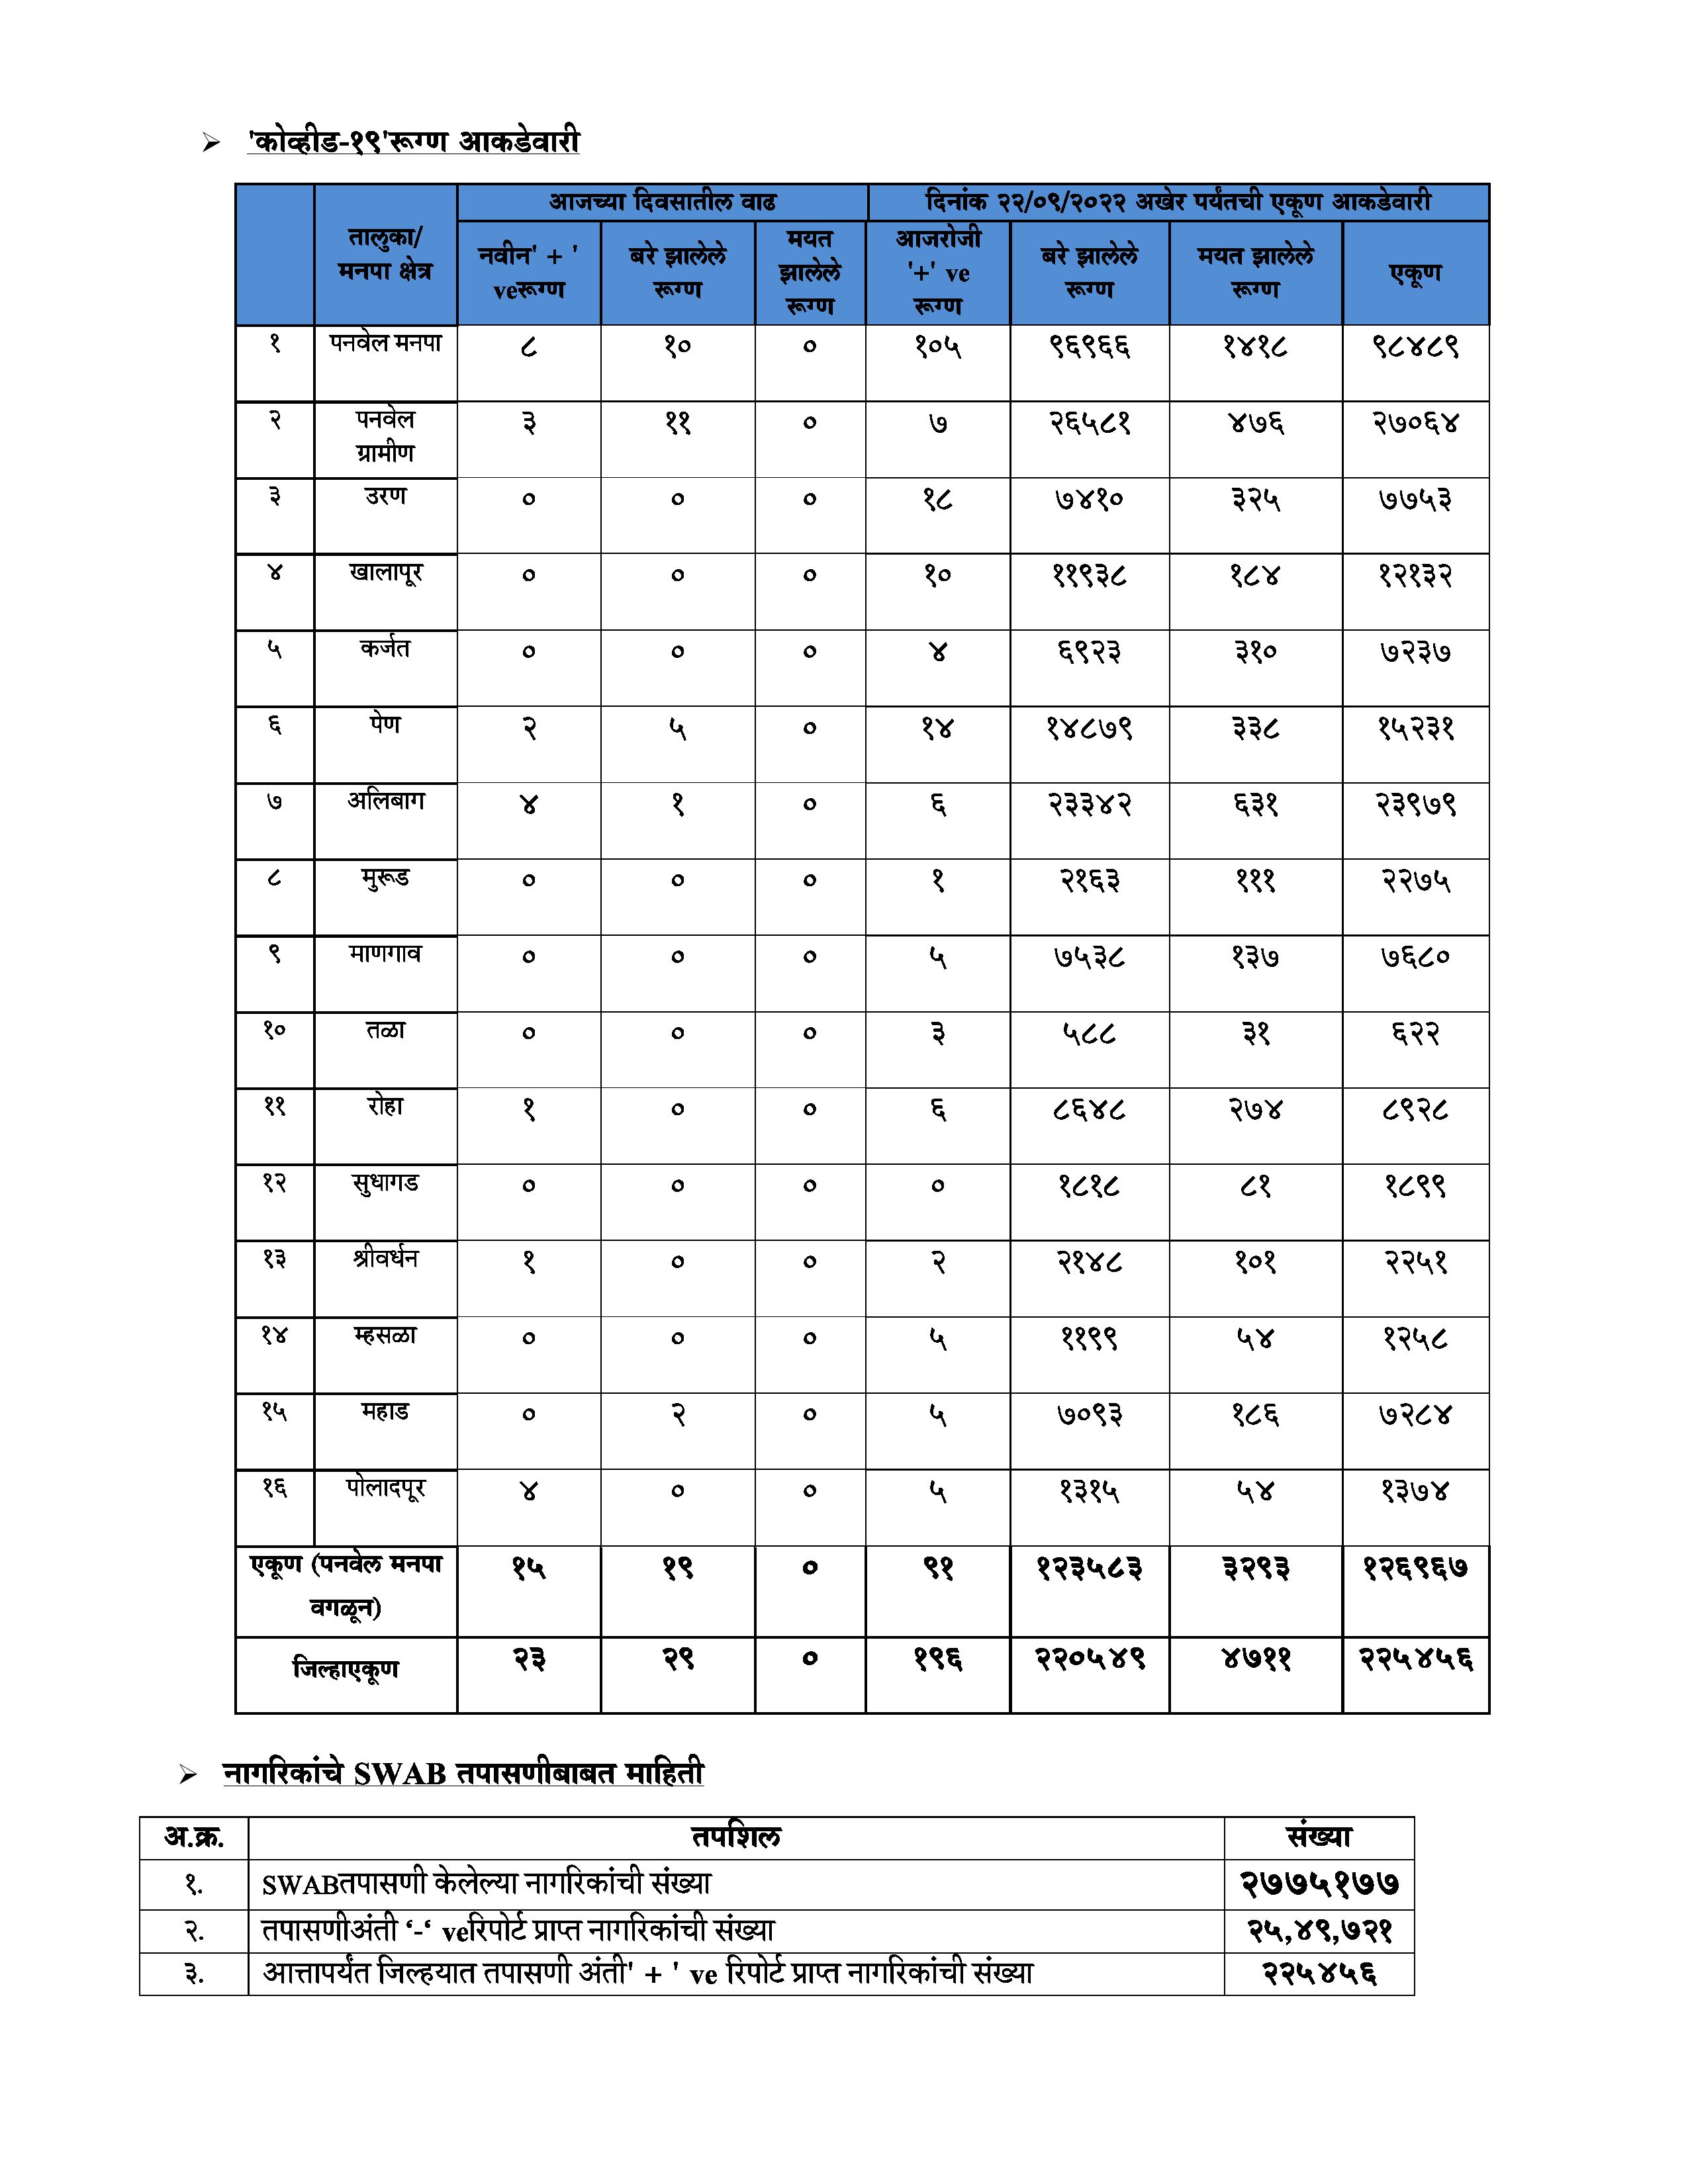 'कोव्हीड-१९'रूग्ण आकडेवारी
तालुका/ मनपा क्षेत्र आजच्या दिवसातील वाढ दिनांक २२/०९/२०२२ अखेर पर्यंतची एकूण आकडेवारी
नवीन' + ' veरूग्ण बरे झालेले रूग्ण मयत झालेले रूग्ण आजरोजी '+' ve रूग्ण बरे झालेले रूग्ण मयत झालेले रूग्ण एकूण
१ पनवेल मनपा ८ १० ० १०५ ९६९६६ १४१८ ९८४८९
२ पनवेल ग्रामीण ३ ११ ० ७ २६५८१ ४७६ २७०६४
३ उरण ० ० ० १८ ७४१० ३२५ ७७५३
४ खालापूर ० ० ० १० ११९३८ १८४ १२१३२
५ कर्जत ० ० ० ४ ६९२३ ३१० ७२३७
६ पेण २ ५ ० १४ १४८७९ ३३८ १५२३१
७ अलिबाग ४ १ ० ६ २३३४२ ६३१ २३९७९
८ मुरूड ० ० ० १ २१६३ १११ २२७५
९ माणगाव ० ० ० ५ ७५३८ १३७ ७६८०
१० तळा ० ० ० ३ ५८८ ३१ ६२२
११ रोहा १ ० ० ६ ८६४८ २७४ ८९२८
१२ सुधागड ० ० ० ० १८१८ ८१ १८९९
१३ श्रीवर्धन १ ० ० २ २१४८ १०१ २२५१
१४ म्हसळा ० ० ० ५ ११९९ ५४ १२५८
१५ महाड ० २ ० ५ ७०९३ १८६ ७२८४
१६ पोलादपूर ४ ० ० ५ १३१५ ५४ १३७४
एकूण (पनवेल मनपा वगळून) १५ १९ ० ९१ १२३५८३ ३२९३ १२६९६७
जिल्हाएकूण २३ २९ ० १९६ २२०५४९ ४७११ २२५४५६
नागरिकांचे SWAB तपासणीबाबत माहिती
अ.क्र. तपशिल संख्या
१. SWABतपासणी केलेल्या नागरिकांची संख्या २७७५१७७
२. तपासणीअंती ‘-‘ veरिपोर्ट प्राप्त नागरिकांची संख्या २५,४९,७२१
३. आत्तापर्यंत जिल्हयात तपासणी अंती' + ' ve रिपोर्ट प्राप्त नागरिकांची संख्या २२५४५६